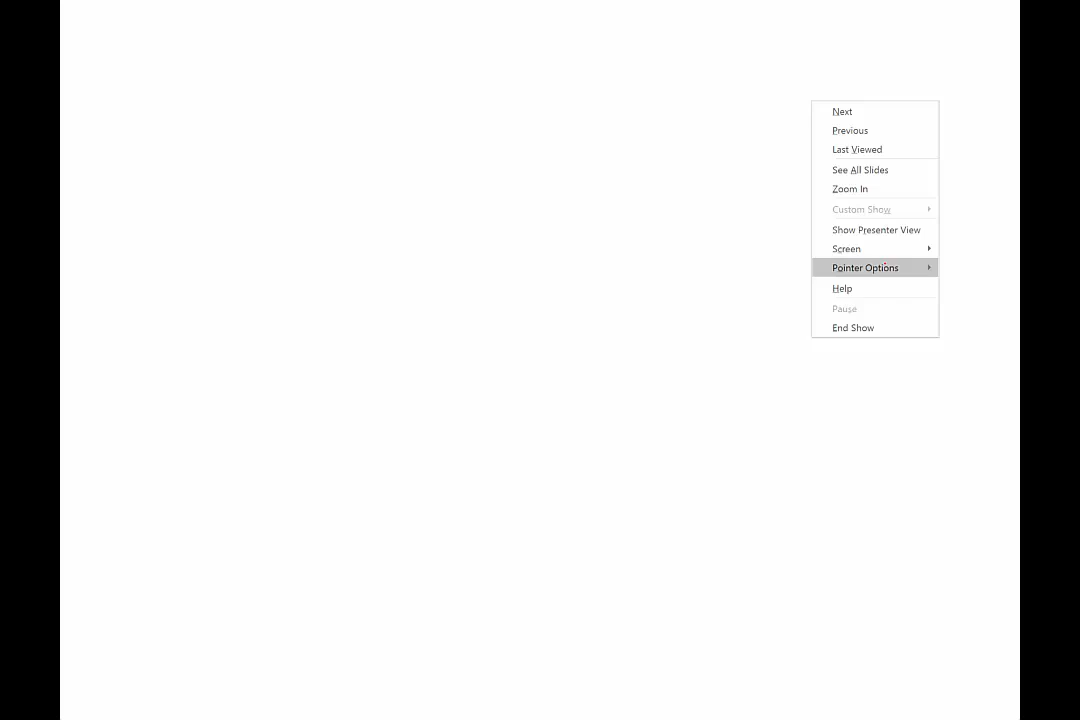 Next
Previous
Last Viewed
See All Slides
Zoom In
Custom Show
Show Presenter View
Screen
Pointer Options
Help
Pause
End Show